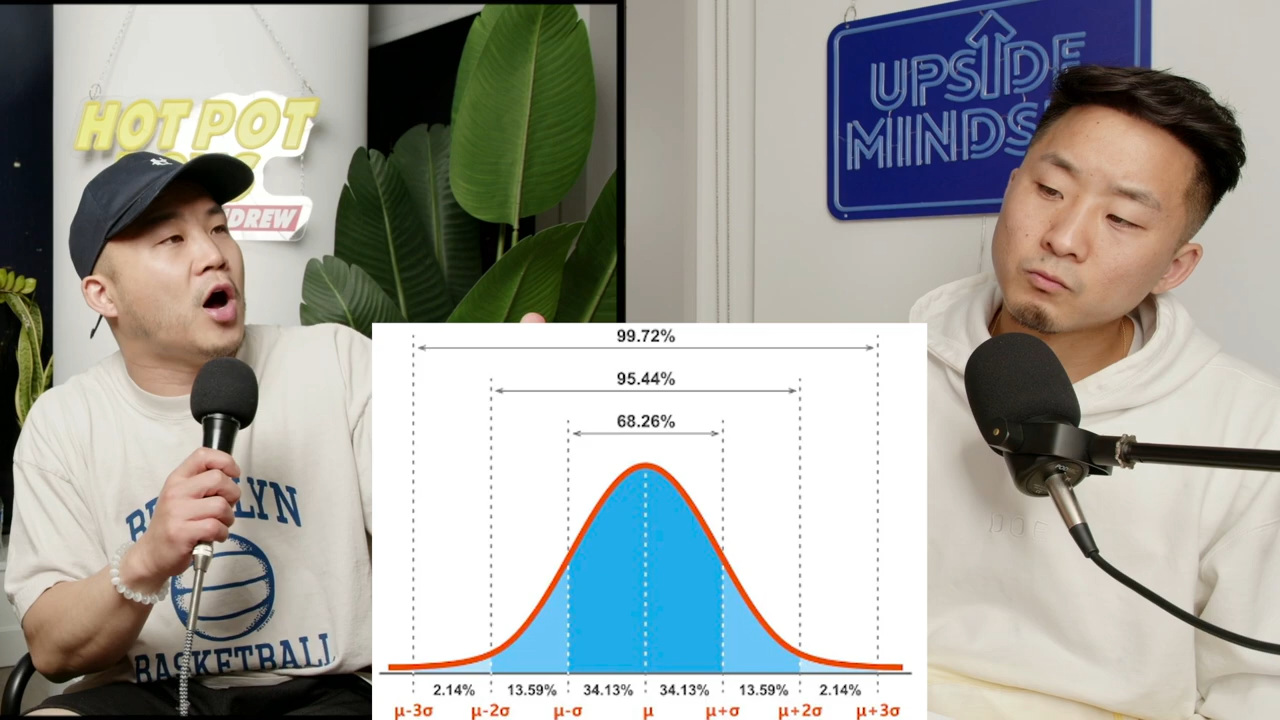 HOT POT
DREW
UPSIDE
MINDS
BROOKLYN
BASKETBALL
99.72%
95.44%
68.26%
2.14% 13.59% 34.13% 34.13% 13.59% 2.14%
μ-3σ μ-2σ μ-σ μ μ+σ μ+2σ μ+3σ